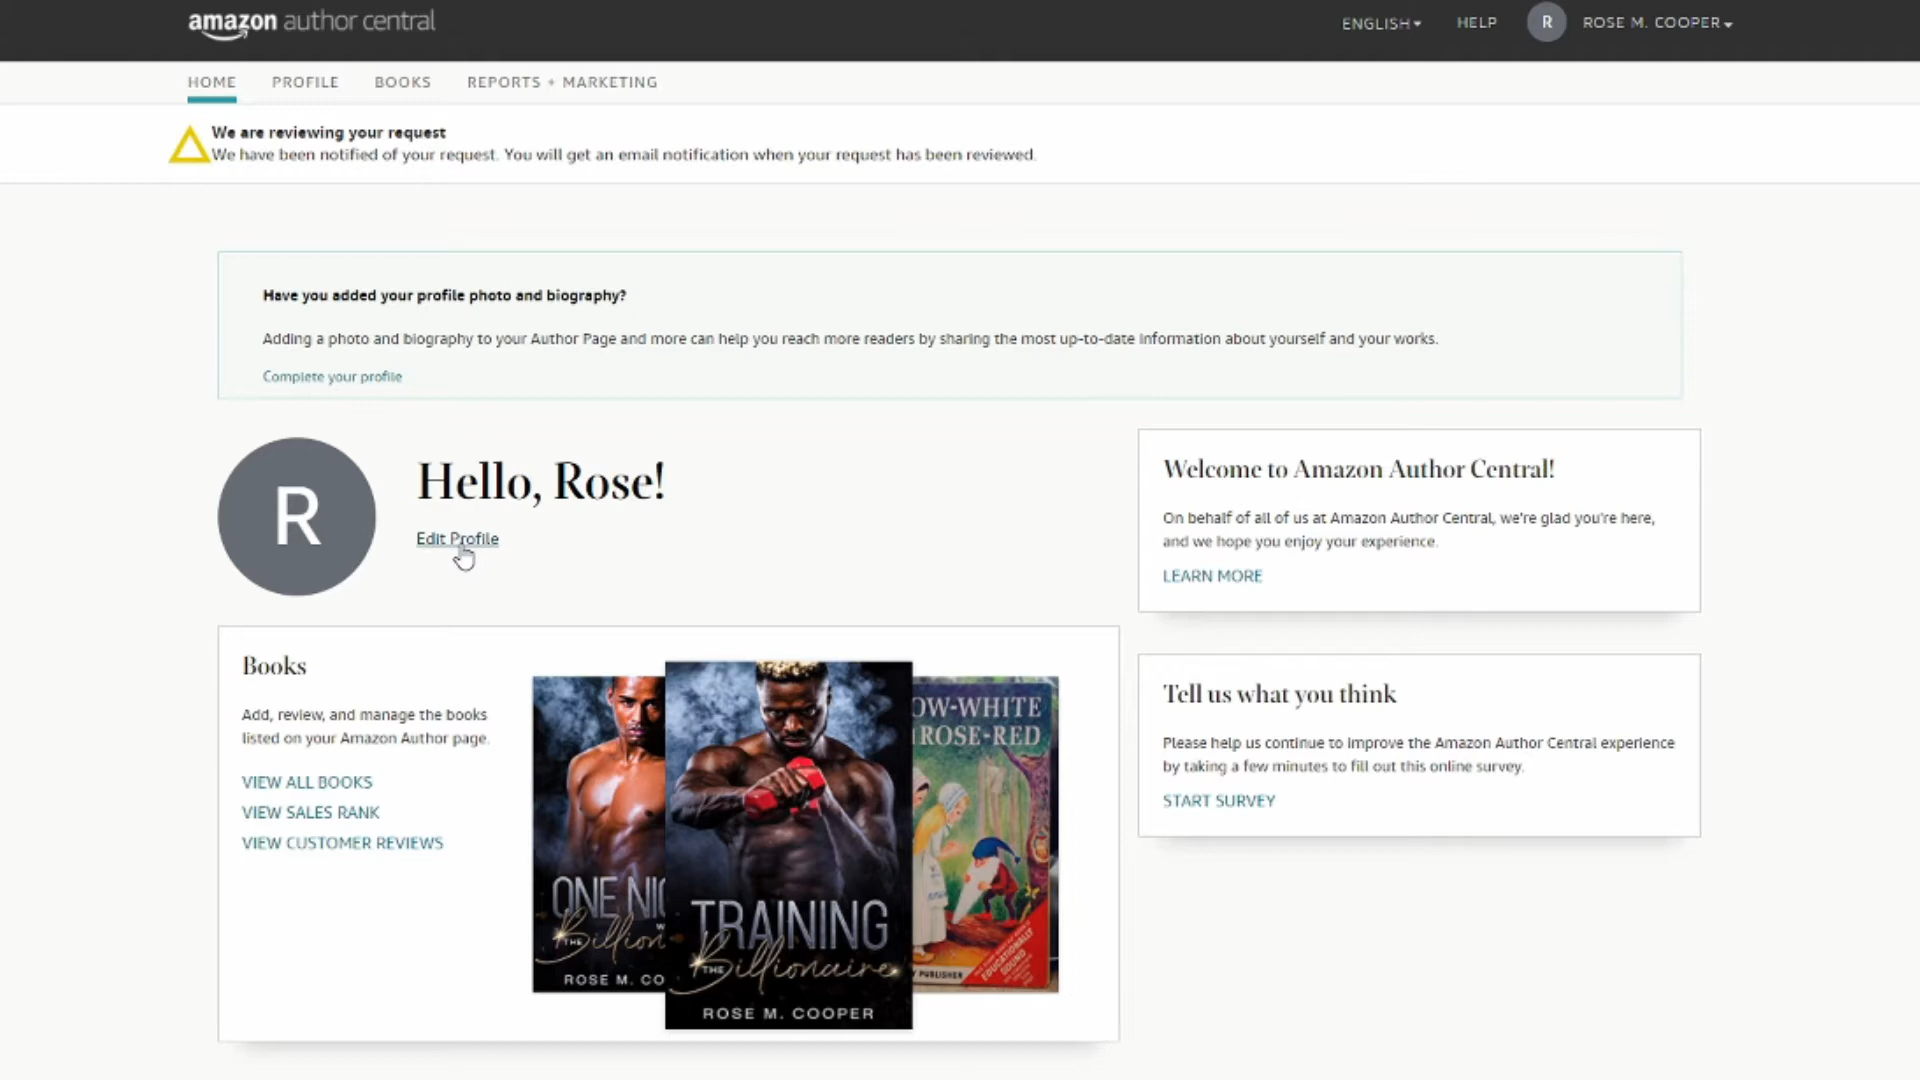 amazon author central
ENGLISH
HELP
R
ROSE M. COOPER
HOME
PROFILE
BOOKS
REPORTS + MARKETING
We are reviewing your request
We have been notified of your request. You will get an email notification when your request has been reviewed.
Have you added your profile photo and biography?
Adding a photo and biography to your Author Page and more can help you reach more readers by sharing the most up-to-date information about yourself and your works.
Complete your profile
R
Hello, Rose!
Edit Profile
Welcome to Amazon Author Central!
On behalf of all of us at Amazon Author Central, we're glad you're here,
and we hope you enjoy your experience.
LEARN MORE
Books
Add, review, and manage the books
listed on your Amazon Author page.
VIEW ALL BOOKS
VIEW SALES RANK
VIEW CUSTOMER REVIEWS
ONE NIG
W
THE Billion
ROSE M. CO
TRAINING
THE Billionaire
ROSE M. COOPER
OW-WHITE
ROSE-RED
Y PUBLISHER
EDUCATIONALLY
SOUND
Tell us what you think
Please help us continue to improve the Amazon Author Central experience
by taking a few minutes to fill out this online survey.
START SURVEY